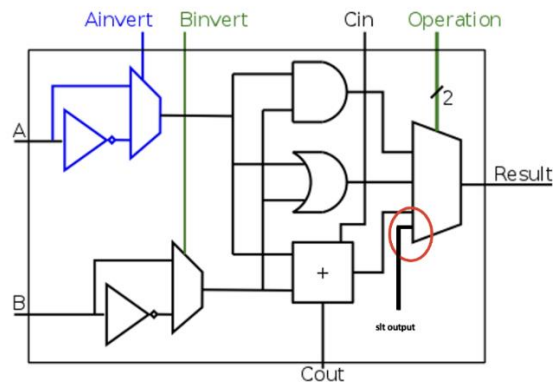 Ainvert Binvert Cin Operation
2
A
Result
+
B
slt output
Cout